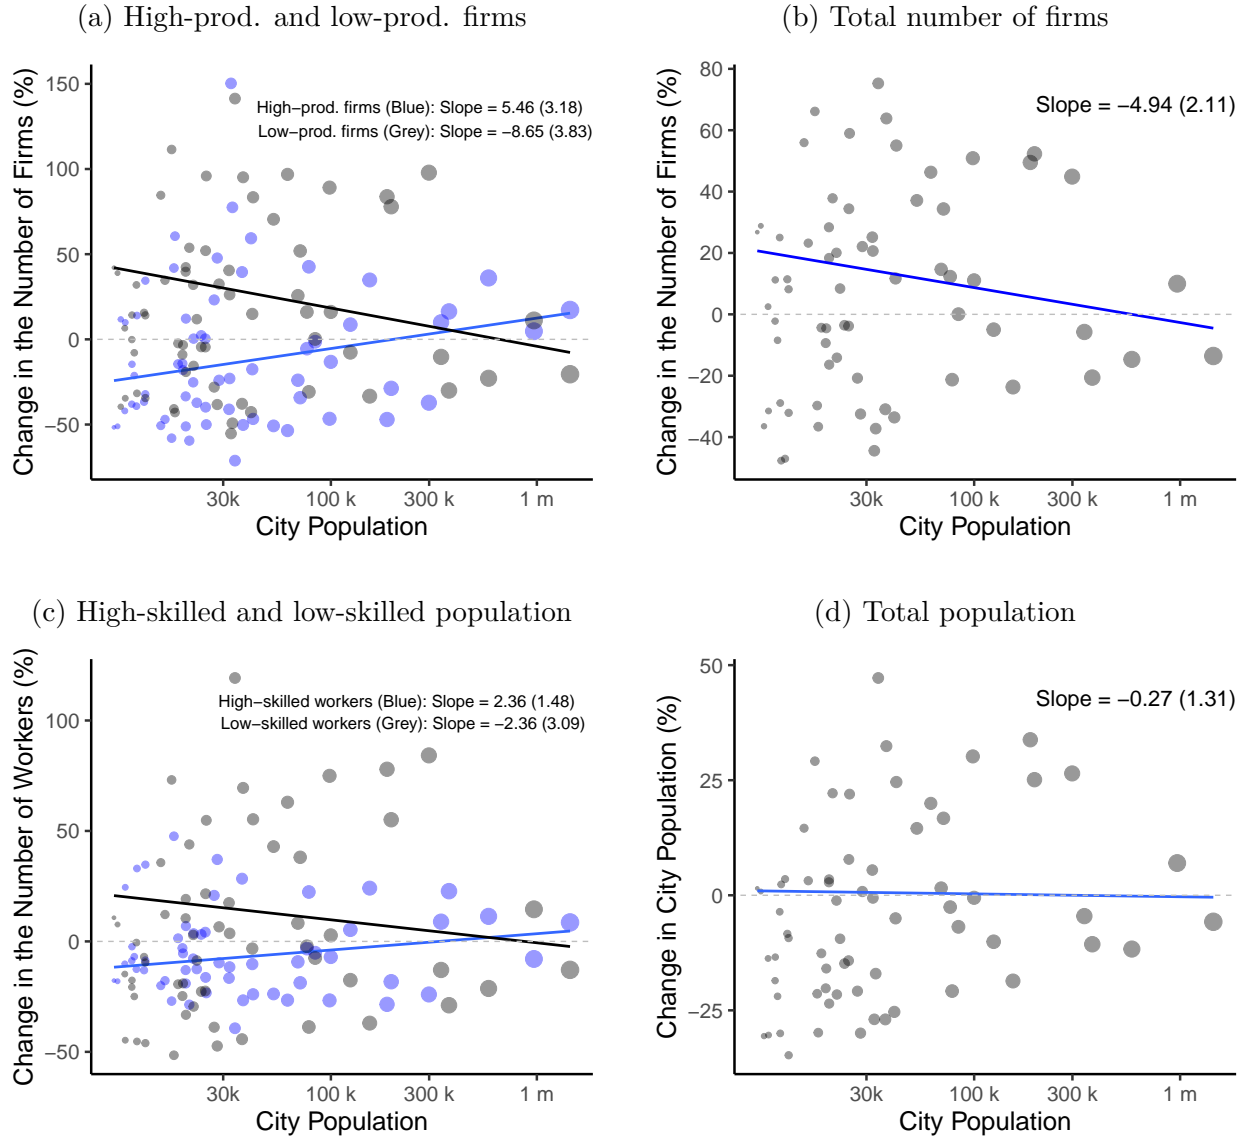 (a) High-prod. and low-prod. firms
Change in the Number of Firms (%)
150
100
50
0
−50
High−prod. firms (Blue): Slope = 5.46 (3.18)
Low−prod. firms (Grey): Slope = −8.65 (3.83)
30k
100 k
300 k
1 m
City Population
(b) Total number of firms
Change in the Number of Firms (%)
80
60
40
20
0
−20
−40
Slope = −4.94 (2.11)
30k
100 k
300 k
1 m
City Population
(c) High-skilled and low-skilled population
Change in the Number of Workers (%)
100
50
0
−50
High−skilled workers (Blue): Slope = 2.36 (1.48)
Low−skilled workers (Grey): Slope = −2.36 (3.09)
30k
100 k
300 k
1 m
City Population
(d) Total population
Change in City Population (%)
50
25
0
−25
Slope = −0.27 (1.31)
30k
100 k
300 k
1 m
City Population